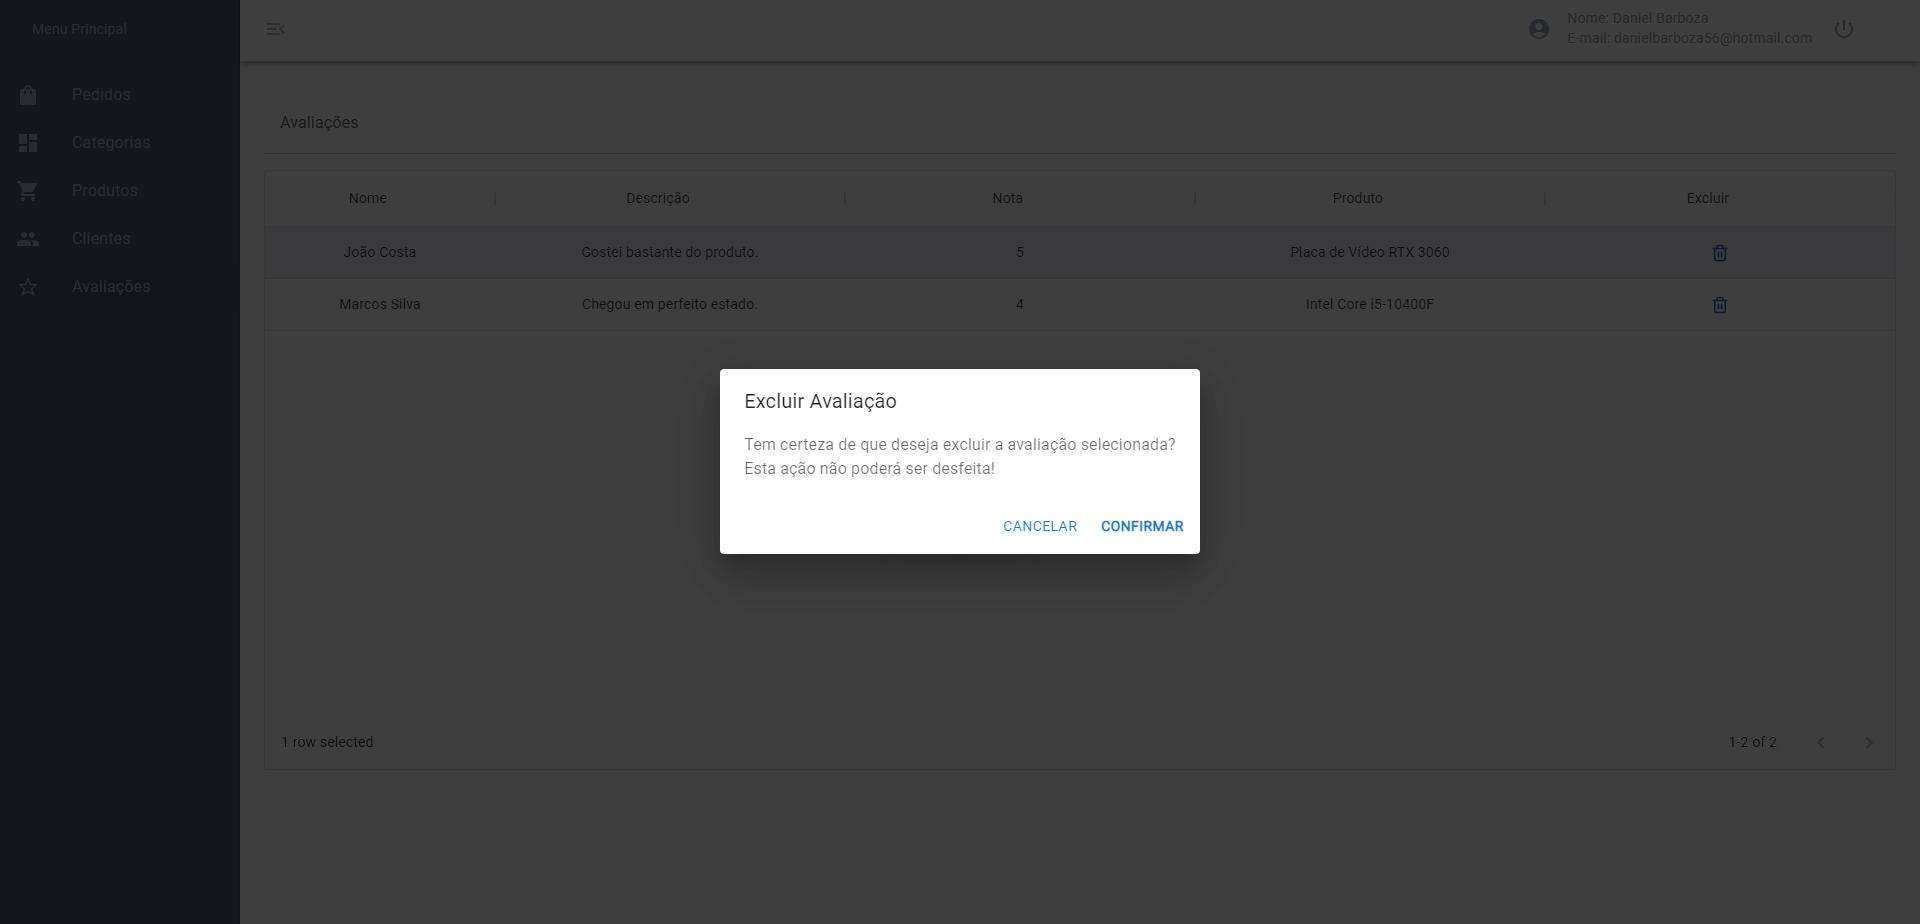 Menu Principal
Nome: Daniel Barboza
E-mail: danielbarboza56@hotmail.com
Pedidos
Categorias
Produtos
Clientes
Avaliações
Avaliações
Nome Descrição Nota Produto Excluir
João Costa Gostei bastante do produto. 5 Placa de Vídeo RTX 3060
Marcos Silva Chegou em perfeito estado. 4 Intel Core i5-10400F
Excluir Avaliação
Tem certeza de que deseja excluir a avaliação selecionada?
Esta ação não poderá ser desfeita!
CANCELAR CONFIRMAR
1 row selected 1-2 of 2